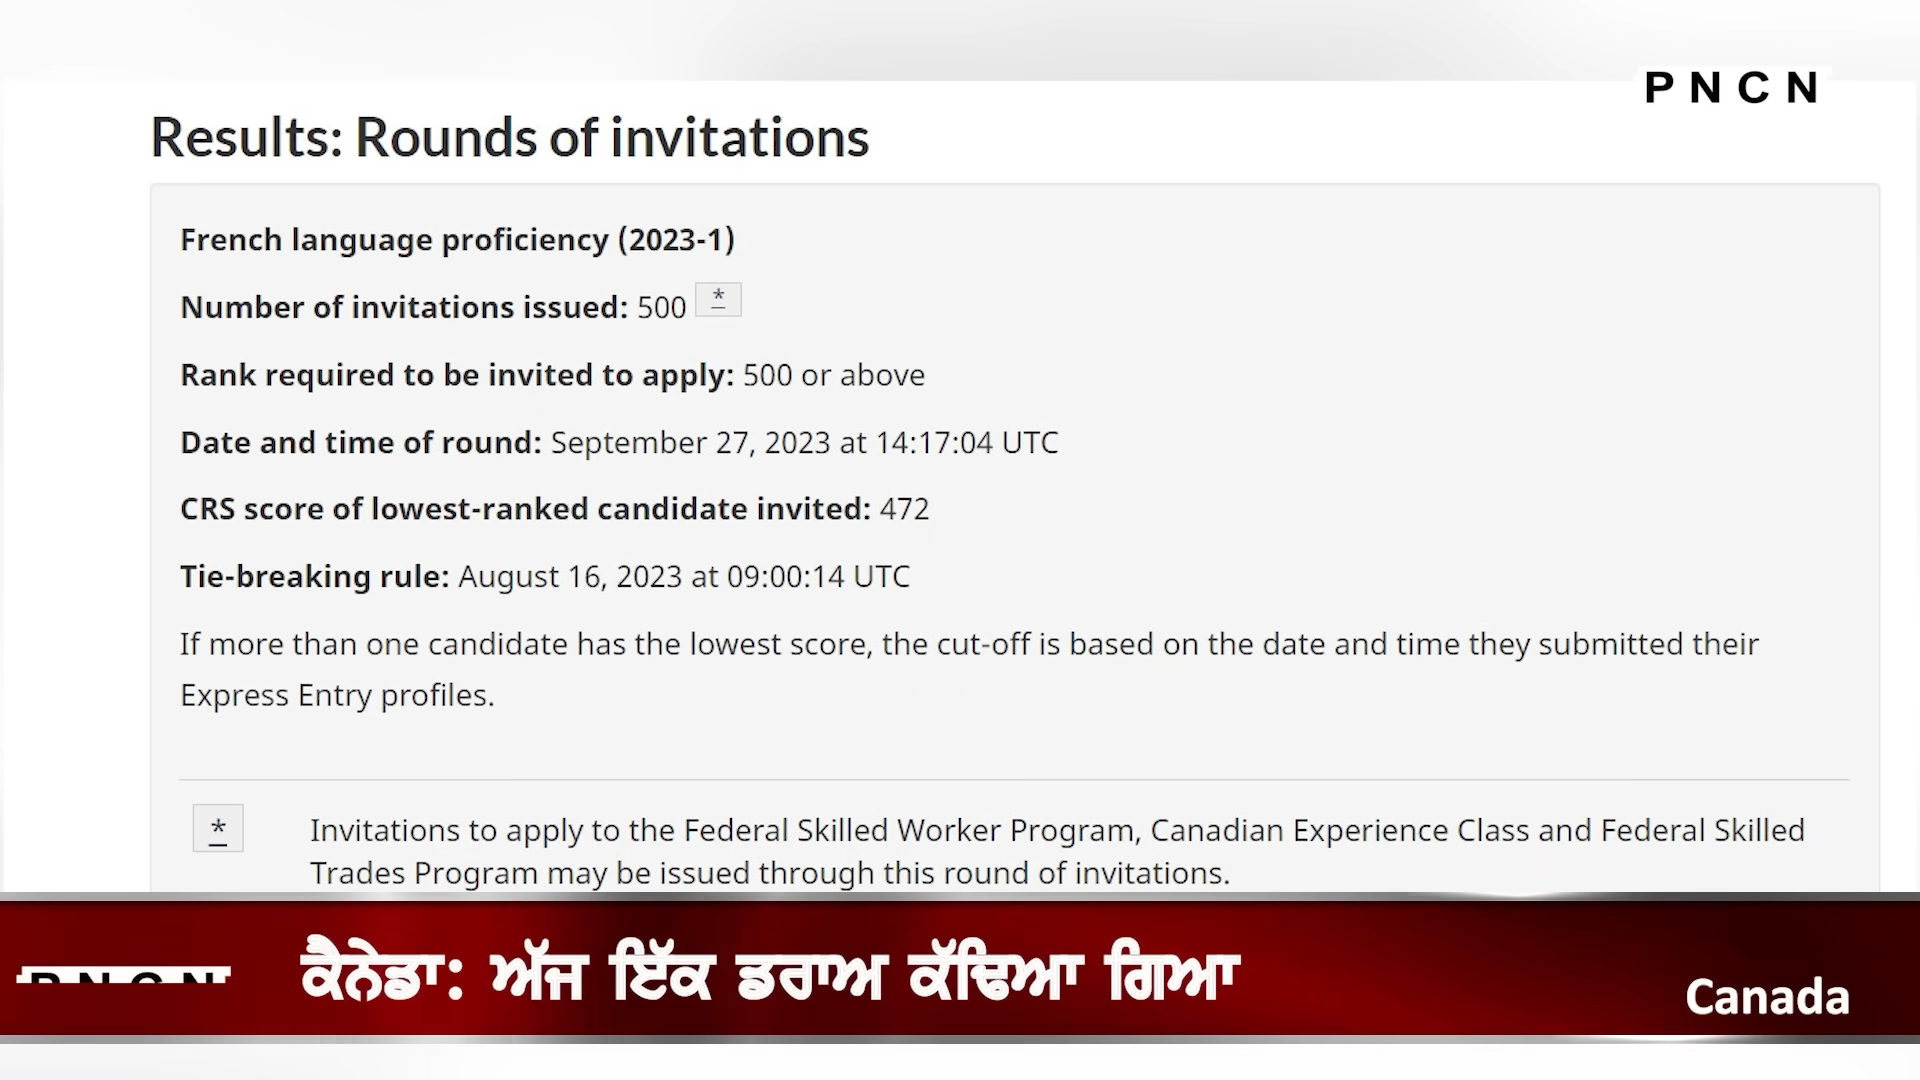 PNCN
Results: Rounds of invitations
French language proficiency (2023-1)
Number of invitations issued: 500 *
Rank required to be invited to apply: 500 or above
Date and time of round: September 27, 2023 at 14:17:04 UTC
CRS score of lowest-ranked candidate invited: 472
Tie-breaking rule: August 16, 2023 at 09:00:14 UTC
If more than one candidate has the lowest score, the cut-off is based on the date and time they submitted their
Express Entry profiles.
* Invitations to apply to the Federal Skilled Worker Program, Canadian Experience Class and Federal Skilled
Trades Program may be issued through this round of invitations.
PNCN
ਕੈਨੇਡਾ: ਅੱਜ ਇੱਕ ਡਰਾਅ ਕੱਢਿਆ ਗਿਆ
Canada